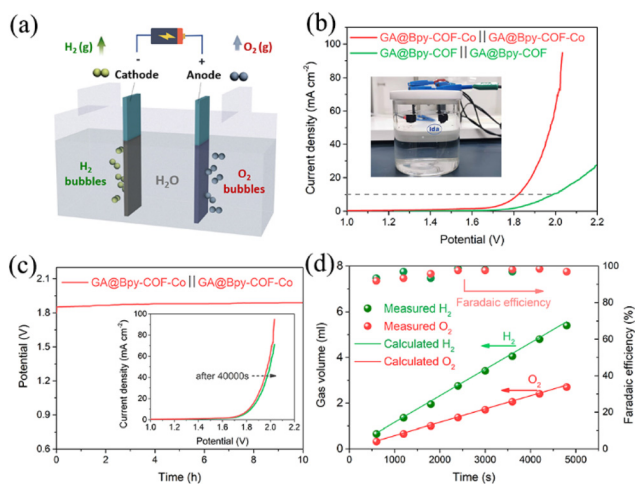 (a)
H₂ (g)
O₂ (g)
-
+
Cathode
Anode
H₂
bubbles
H₂O
O₂
bubbles
(b)
GA@Bpy-COF-Co||GA@Bpy-COF-Co
GA@Bpy-COF||GA@Bpy-COF
Current density (mA cm⁻²)
100
80
60
40
20
0
ida
1.0 1.2 1.4 1.6 1.8 2.0 2.2
Potential (V)
(c)
GA@Bpy-COF-Co||GA@Bpy-COF-Co
Potential (V)
2.1
1.8
1.5
1.2
0.9
0.6
Current density (mA cm⁻²)
100
80
60
40
20
0
after 40000s
1.0 1.2 1.4 1.6 1.8 2.0 2.2
Potential (V)
0 2 4 6 8 10
Time (h)
(d)
Gas volume (ml)
8
6
4
2
0
Faradaic efficiency
Measured H₂
Measured O₂
Calculated H₂
Calculated O₂
H₂
O₂
100
80
60
40
20
0
Faradaic efficiency (%)
0 1000 2000 3000 4000 5000
Time (s)